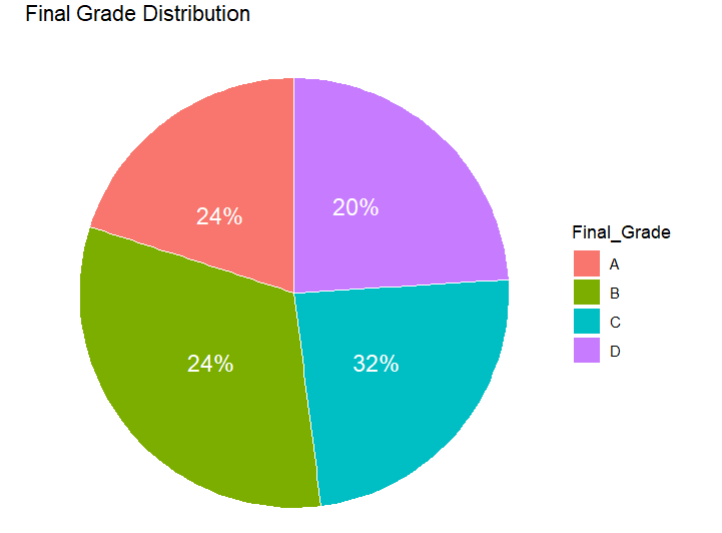 Final Grade Distribution
24%
20%
24%
32%
Final_Grade
A
B
C
D